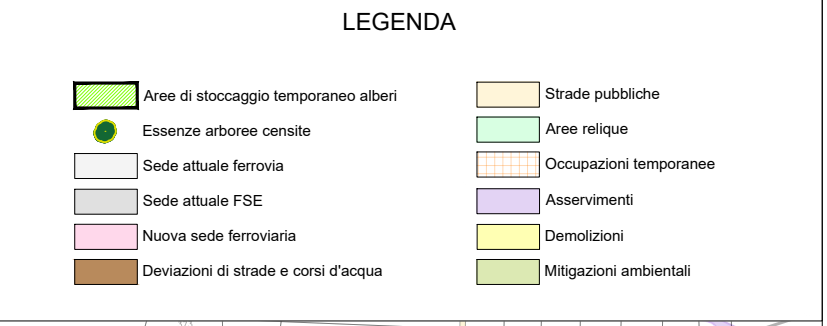 LEGENDA
Aree di stoccaggio temporaneo alberi
Essenze arboree censite
Sede attuale ferrovia
Sede attuale FSE
Nuova sede ferroviaria
Deviazioni di strade e corsi d'acqua
Strade pubbliche
Aree relique
Occupazioni temporanee
Asservimenti
Demolizioni
Mitigazioni ambientali